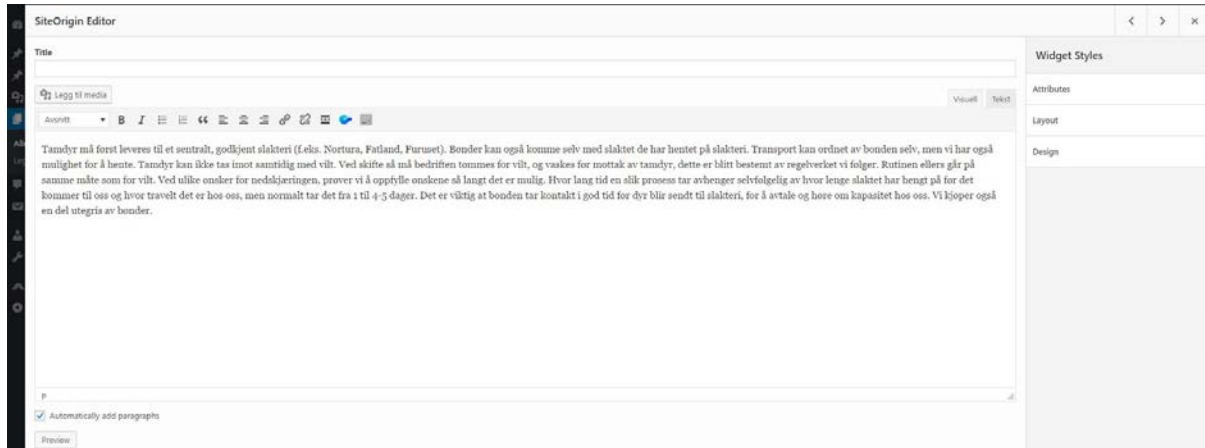 SiteOrigin Editor
Title
Legg til media
Visuell Tekst
Avsnitt
Tamdyr må først leveres til et sentralt, godkjent slakteri (f.eks. Nortura, Fatland, Furuset). Bønder kan også komme selv med slaktet de har hentet på slakteri. Transport kan ordnet av bonden selv, men vi har også
mulighet for å hente. Tamdyr kan ikke tas imot samtidig med vilt. Ved skifte så må bedriften tømmes for vilt, og vaskes for mottak av tamdyr, dette er blitt bestemt av regelverket vi følger. Rutinen ellers går på
samme måte som for vilt. Ved ulike ønsker for nedskjæringen, prøver vi å oppfylle ønskene så langt det er mulig. Hvor lang tid en slik prosess tar avhenger selvfølgelig av hvor lenge slaktet har hengt på før det
kommer til oss og hvor travelt det er hos oss, men normalt tar det fra 1 til 4-5 dager. Det er viktig at bonden tar kontakt i god tid før dyr blir sendt til slakteri, for å avtale og høre om kapasitet hos oss. Vi kjøper også
en del utegris av bønder.
p
Automatically add paragraphs
Preview
Widget Styles
Attributes
Layout
Design